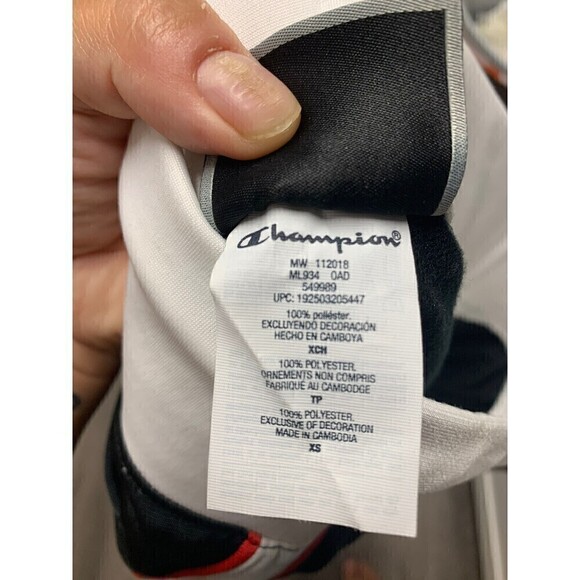 Champion®
MW 112018
ML934 0AD
549989
UPC: 192503205447
100% poliéster.
EXCLUYENDO DECORACIÓN
HECHO EN CAMBOYA
XCH
100% POLYESTER.
ORNEMENTS NON COMPRIS
FABRIQUÉ AU CAMBODGE
TP
100% POLYESTER.
EXCLUSIVE OF DECORATION
MADE IN CAMBODIA
XS